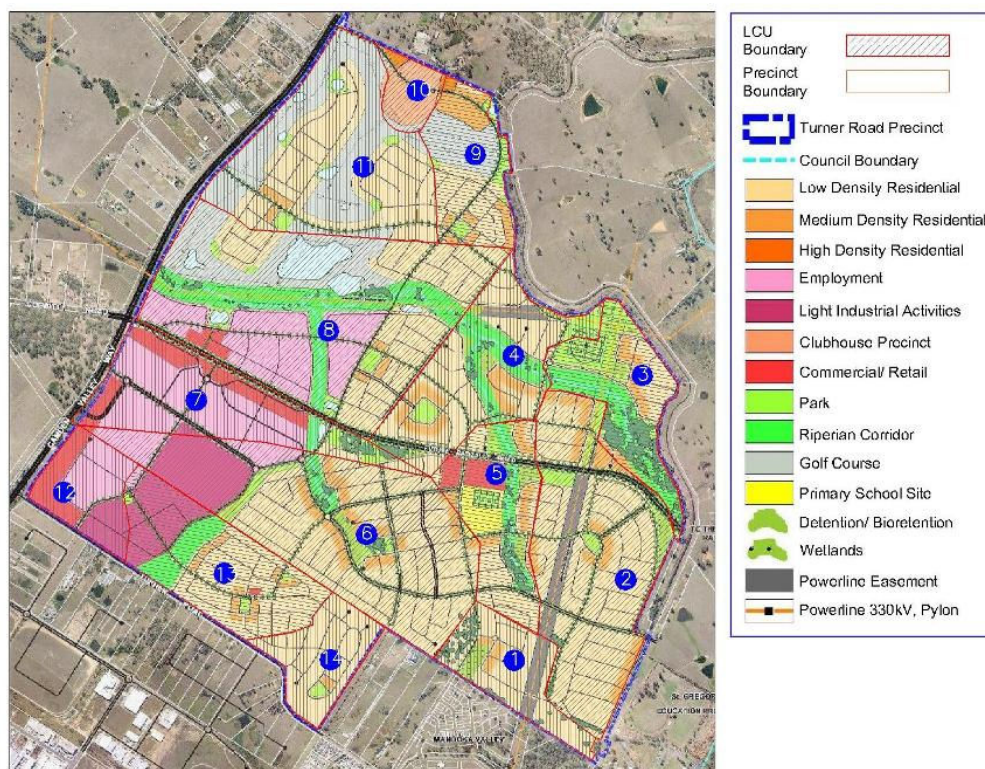 10
9
11
8
4
3
7
5
12
6
13
2
14
1
MANOOKA VALLEY
LCU
Boundary
Precinct
Boundary
Turner Road Precinct
Council Boundary
Low Density Residential
Medium Density Residential
High Density Residential
Employment
Light Industrial Activities
Clubhouse Precinct
Commercial/ Retail
Park
Riperian Corridor
Golf Course
Primary School Site
Detention/ Bioretention
Wetlands
Powerline Easement
Powerline 330kV, Pylon